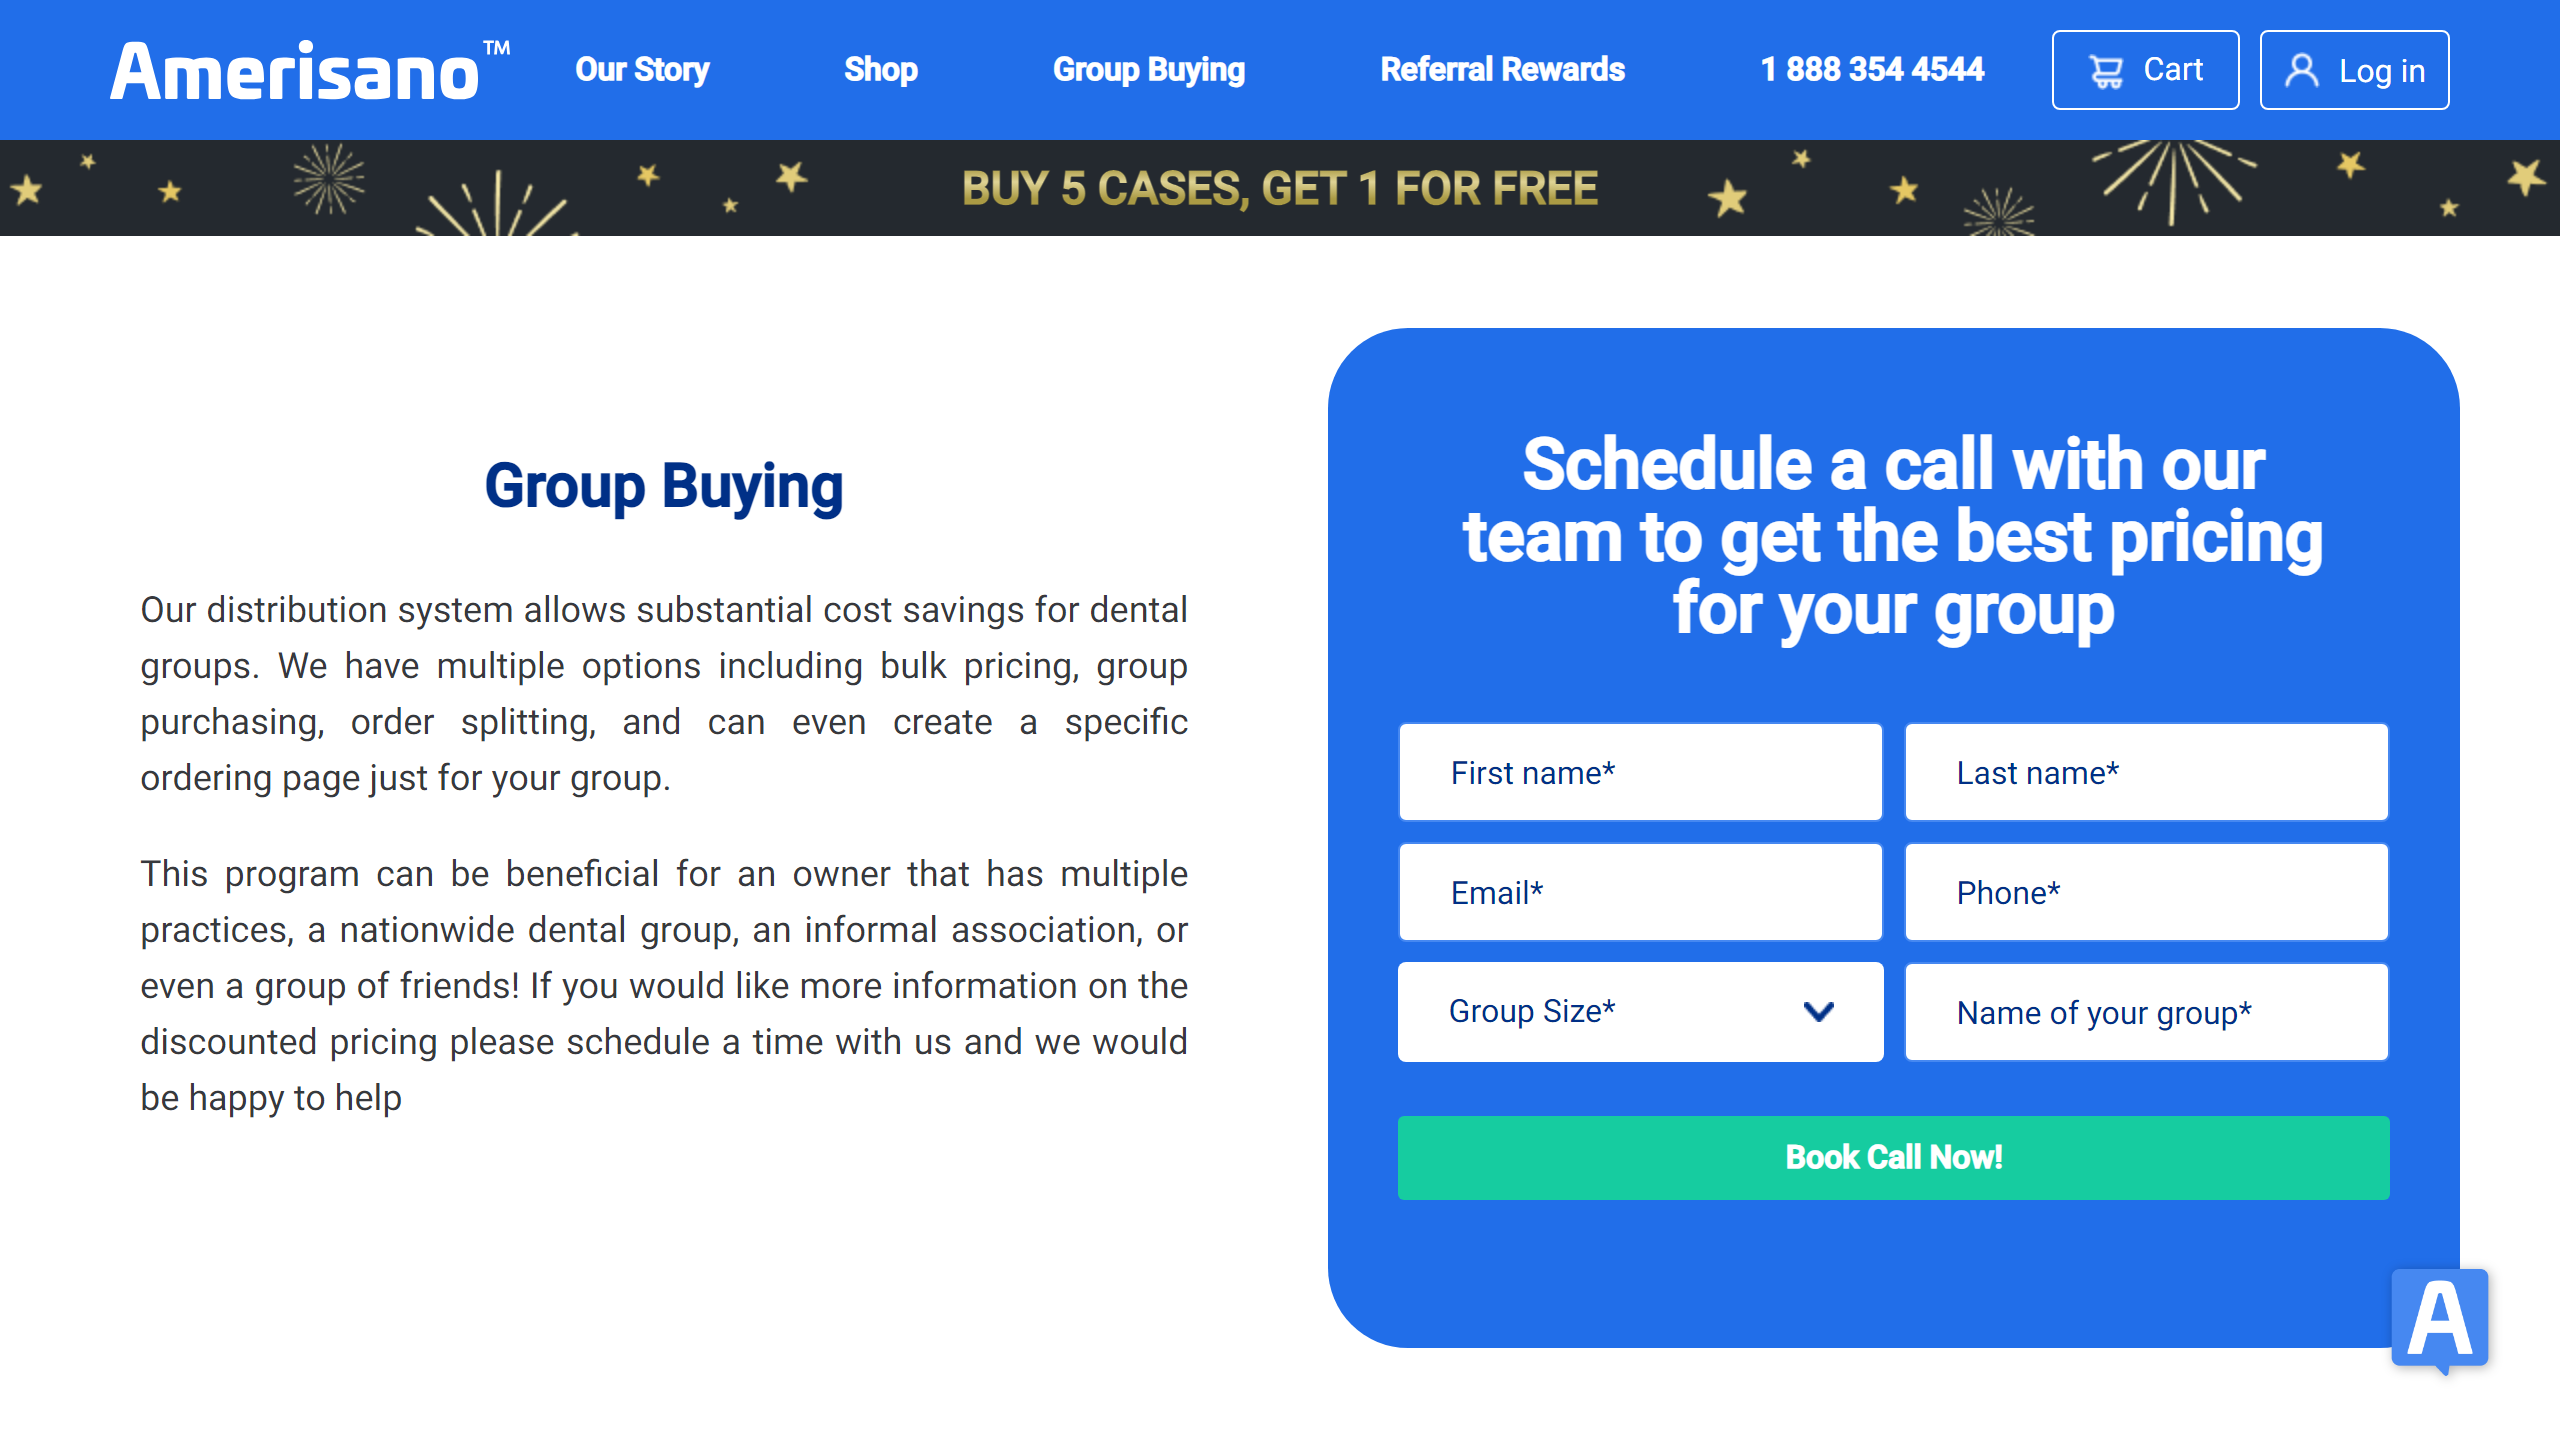 Amerisano™
Our Story
Shop
Group Buying
Referral Rewards
1 888 354 4544
Cart
Log in
BUY 5 CASES, GET 1 FOR FREE
Group Buying
Our distribution system allows substantial cost savings for dental
groups. We have multiple options including bulk pricing, group
purchasing, order splitting, and can even create a specific
ordering page just for your group.
This program can be beneficial for an owner that has multiple
practices, a nationwide dental group, an informal association, or
even a group of friends! If you would like more information on the
discounted pricing please schedule a time with us and we would
be happy to help
Schedule a call with our
team to get the best pricing
for your group
First name*
Last name*
Email*
Phone*
Group Size*
Name of your group*
Book Call Now!
A